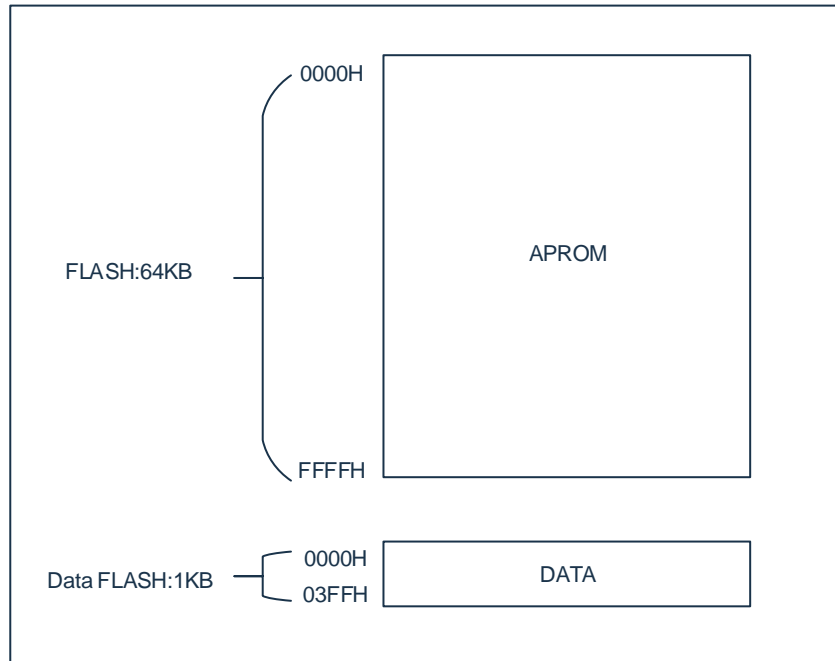 0000H
APROM
FLASH:64KB
FFFFH
0000H
DATA
Data FLASH:1KB
03FFH